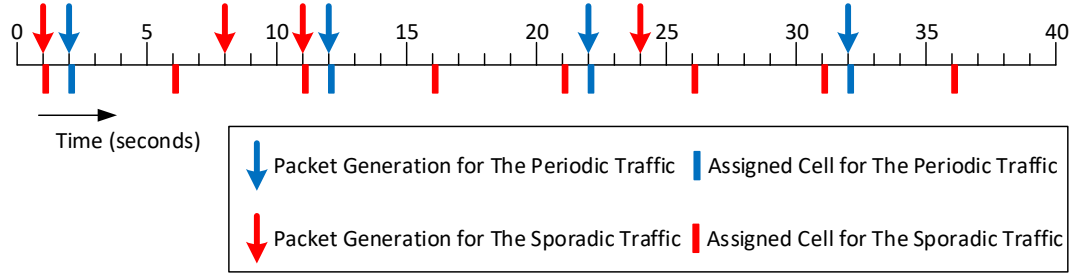 0 5 10 15 20 25 30 35 40
Time (seconds)
Packet Generation for The Periodic Traffic Assigned Cell for The Periodic Traffic
Packet Generation for The Sporadic Traffic Assigned Cell for The Sporadic Traffic